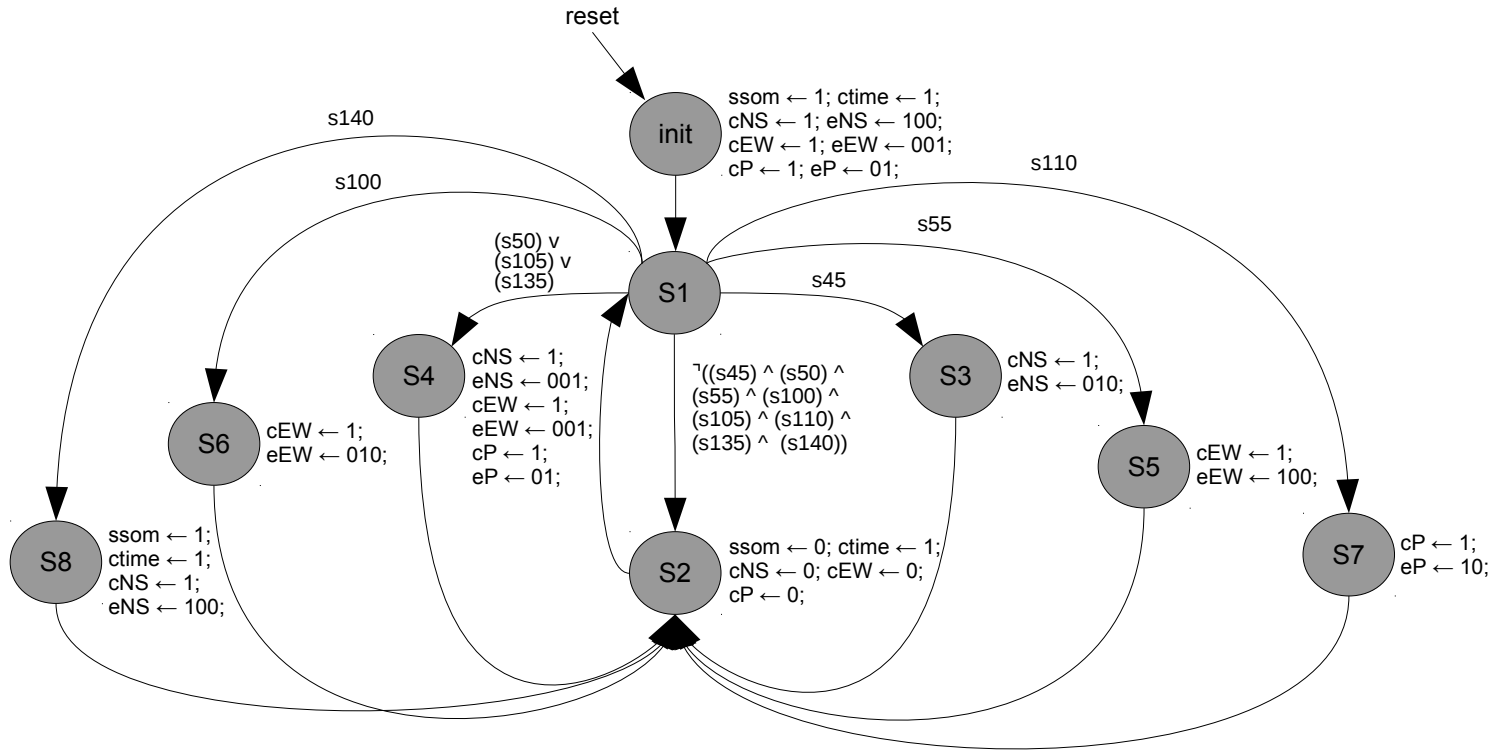 reset
init
ssom ← 1; ctime ← 1;
cNS ← 1; eNS ← 100;
cEW ← 1; eEW ← 001;
cP ← 1; eP ← 01;
s140
s100
s110
s55
(s50) v
(s105) v
(s135)
S1
s45
S4
cNS ← 1;
eNS ← 001;
cEW ← 1;
eEW ← 001;
cP ← 1;
eP ← 01;
⌝((s45) ^ (s50) ^
(s55) ^ (s100) ^
(s105) ^ (s110) ^
(s135) ^ (s140))
S3
cNS ← 1;
eNS ← 010;
S6
cEW ← 1;
eEW ← 010;
S5
cEW ← 1;
eEW ← 100;
S8
ssom ← 1;
ctime ← 1;
cNS ← 1;
eNS ← 100;
S2
ssom ← 0; ctime ← 1;
cNS ← 0; cEW ← 0;
cP ← 0;
S7
cP ← 1;
eP ← 10;